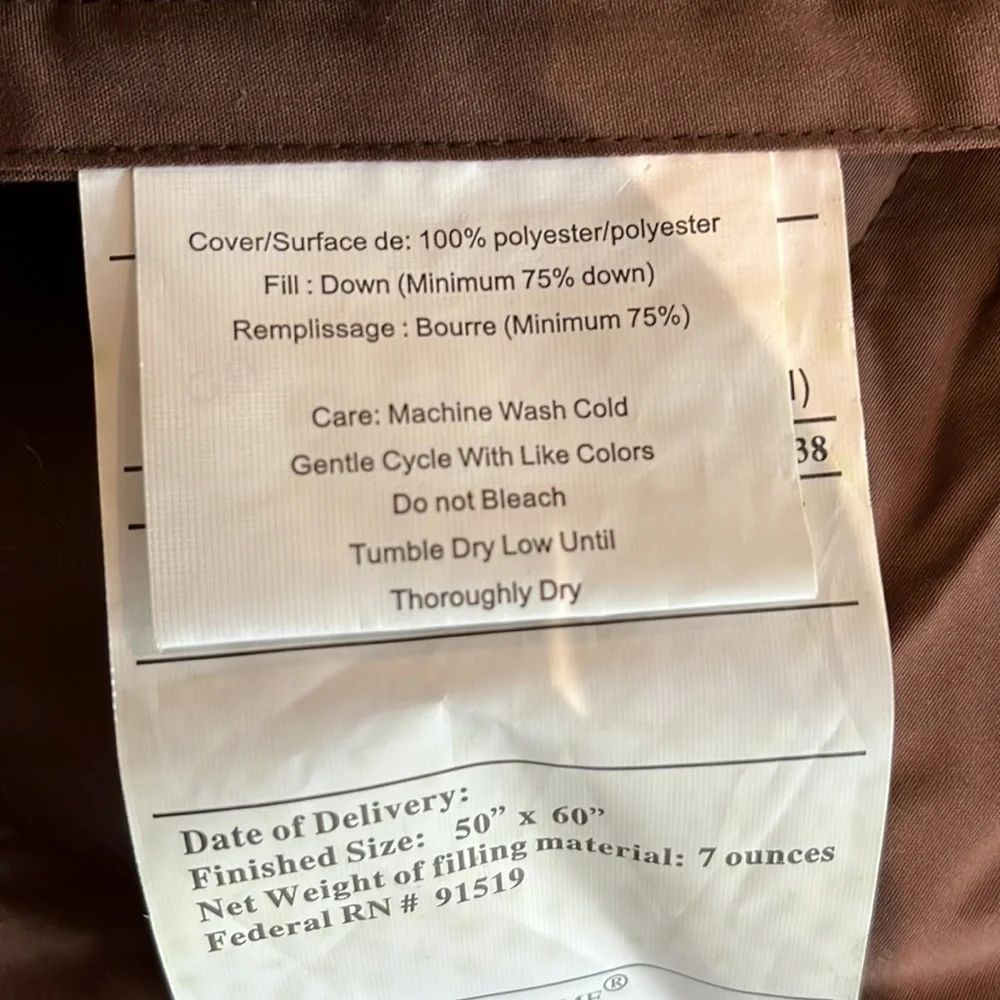 Cover/Surface de: 100% polyester/polyester
Fill : Down (Minimum 75% down)
Remplissage : Bourre (Minimum 75%)
Care: Machine Wash Cold
Gentle Cycle With Like Colors
Do not Bleach
Tumble Dry Low Until
Thoroughly Dry
l)
38
Date of Delivery:
Finished Size: 50” x 60”
Net Weight of filling material: 7 ounces
Federal RN # 91519